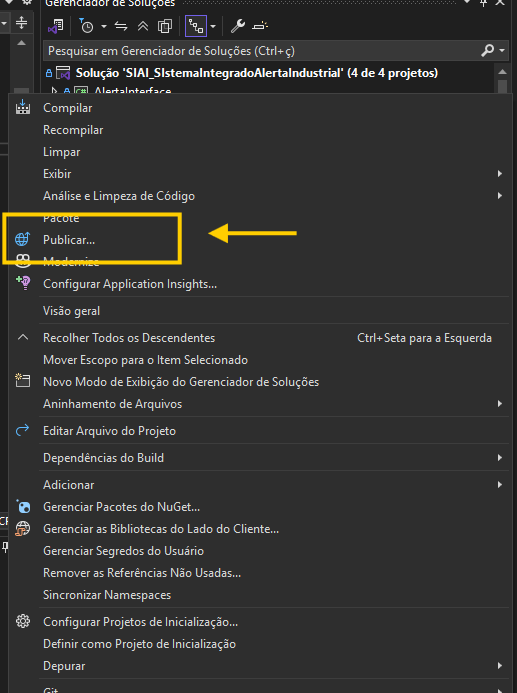 Gerenciador de Soluções
Pesquisar em Gerenciador de Soluções (Ctrl+ç)
Solução 'SIAI_SIstemaIntegradoAlertaIndustrial' (4 de 4 projetos)
AlertaInterface
Compilar
Recompilar
Limpar
Exibir
Análise e Limpeza de Código
Pacote
Publicar...
Modernize
Configurar Application Insights...
Visão geral
Recolher Todos os Descendentes Ctrl+Seta para a Esquerda
Mover Escopo para o Item Selecionado
Novo Modo de Exibição do Gerenciador de Soluções
Aninhamento de Arquivos
Editar Arquivo do Projeto
Dependências do Build
Adicionar
Gerenciar Pacotes do NuGet...
Gerenciar as Bibliotecas do Lado do Cliente...
Gerenciar Segredos do Usuário
Remover as Referências Não Usadas...
Sincronizar Namespaces
Configurar Projetos de Inicialização...
Definir como Projeto de Inicialização
Depurar
Git